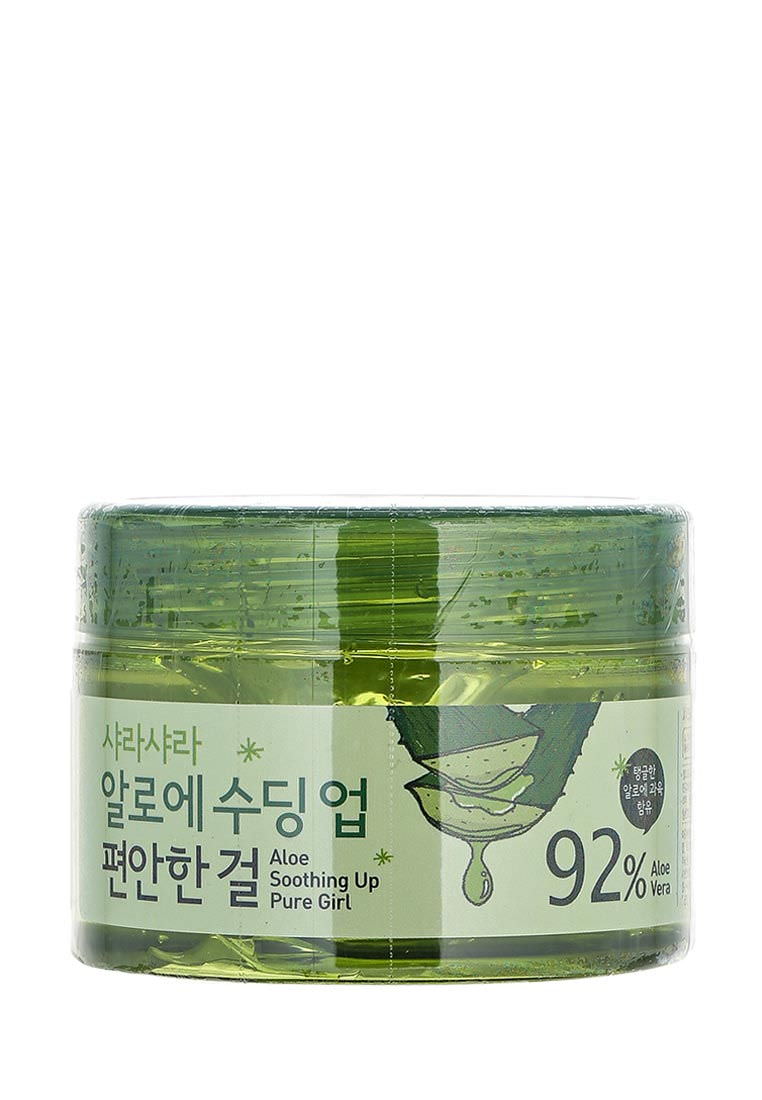 샤라샤라
알로에 수딩 업
편안한 걸
Aloe
Soothing Up
Pure Girl
탱글한
알로에 과육
함유
92%
Aloe
Vera